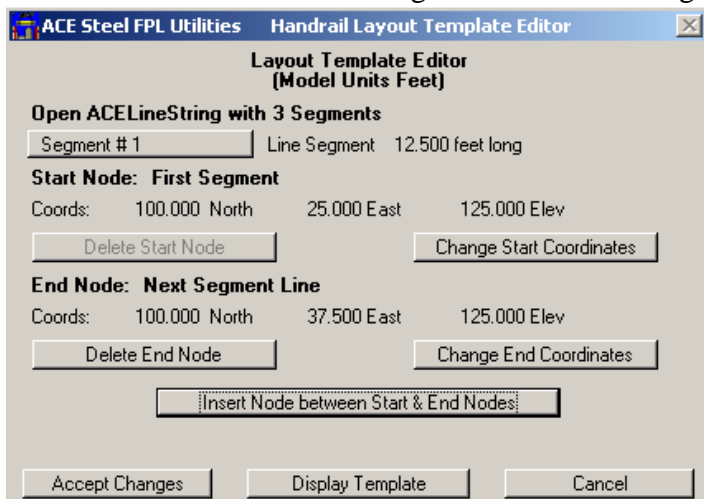 ACE Steel FPL Utilities Handrail Layout Template Editor
Layout Template Editor
(Model Units Feet)
Open ACELineString with 3 Segments
Segment # 1 Line Segment 12.500 feet long
Start Node: First Segment
Coords: 100.000 North 25.000 East 125.000 Elev
Delete Start Node Change Start Coordinates
End Node: Next Segment Line
Coords: 100.000 North 37.500 East 125.000 Elev
Delete End Node Change End Coordinates
Insert Node between Start & End Nodes
Accept Changes Display Template Cancel